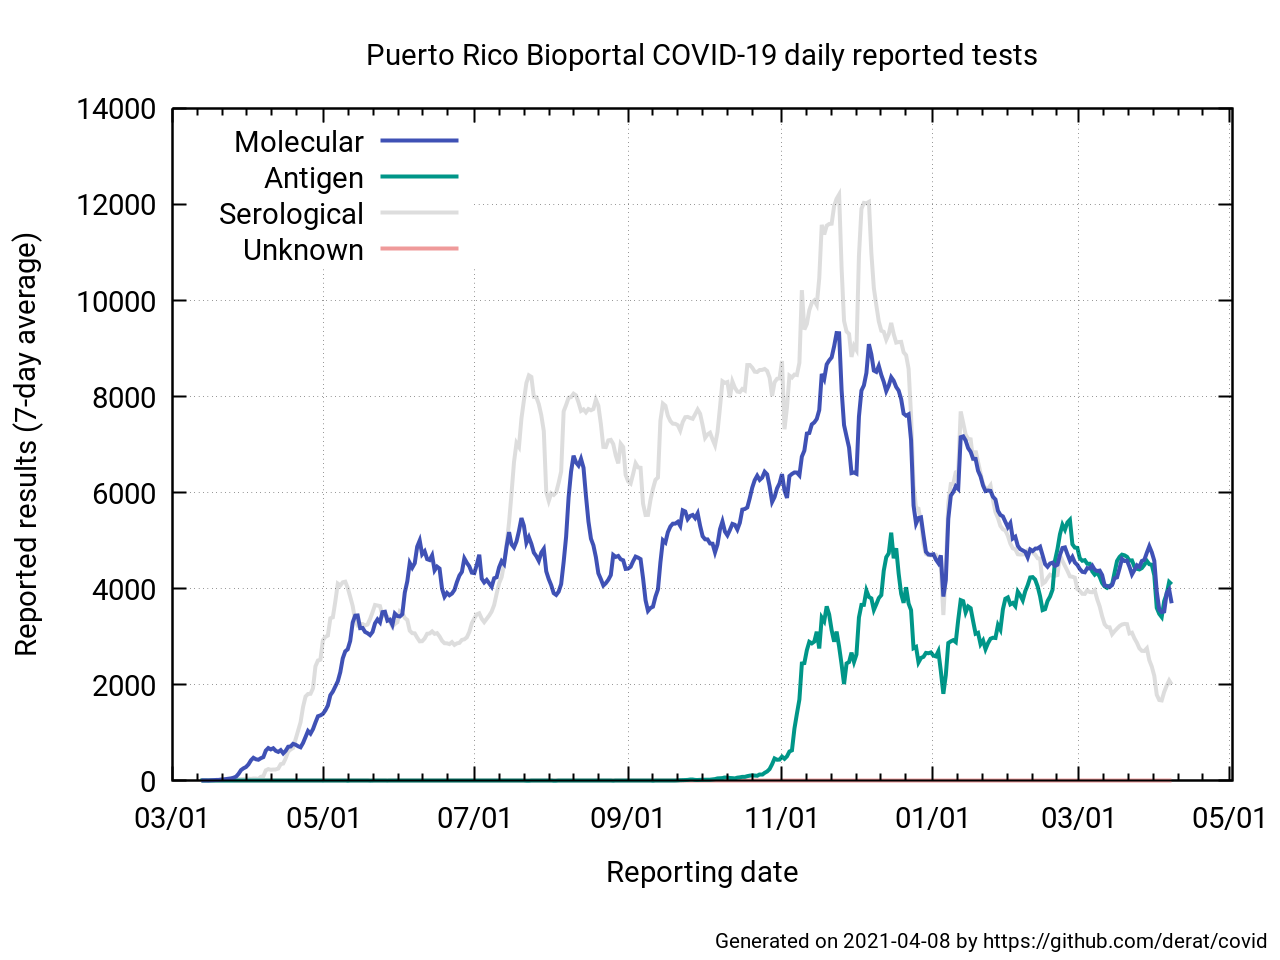 Puerto Rico Bioportal COVID-19 daily reported tests
14000
12000
10000
8000
6000
4000
2000
0
Molecular
Antigen
Serological
Unknown
Reported results (7-day average)
03/01 05/01 07/01 09/01 11/01 01/01 03/01 05/01
Reporting date
Generated on 2021-04-08 by https://github.com/derat/covid